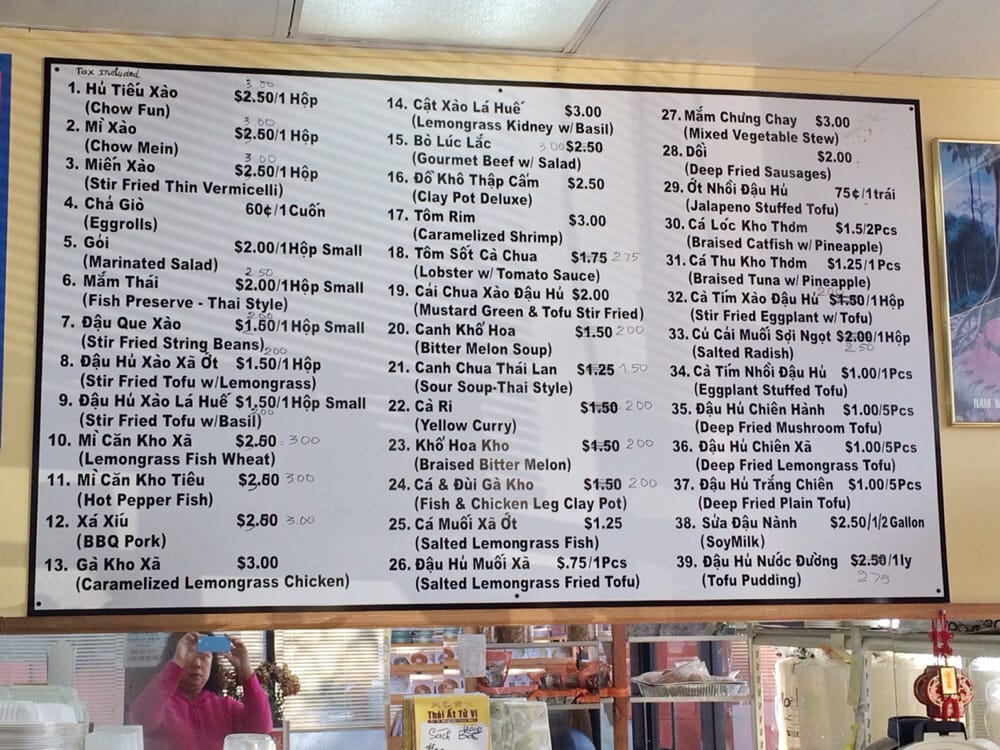 Tax included
3.00
1. Hủ Tiếu Xào $2.50/1 Hộp
(Chow Fun)
3.00
2. Mì Xào $2.50/1 Hộp
(Chow Mein)
3.00
3. Miến Xào $2.50/1 Hộp
(Stir Fried Thin Vermicelli)
4. Chả Giò 60¢/1 Cuốn
(Eggrolls)
5. Gỏi $2.00/1 Hộp Small
(Marinated Salad)
2.50
6. Mắm Thái $2.00/1 Hộp Small
(Fish Preserve - Thai Style)
7. Đậu Que Xào $1.50/1 Hộp Small
2.00
(Stir Fried String Beans)
200
8. Đậu Hủ Xào Xã Ớt $1.50/1 Hộp
(Stir Fried Tofu w/Lemongrass)
9. Đậu Hủ Xào Lá Huế $1.50/1 Hộp Small
2.00
(Stir Fried Tofu w/Basil)
10. Mì Căn Kho Xã $2.50 300
(Lemongrass Fish Wheat)
11. Mì Căn Kho Tiêu $2.50 300
(Hot Pepper Fish)
12. Xá Xíu $2.50 3.00
(BBQ Pork)
13. Gà Kho Xã $3.00
(Caramelized Lemongrass Chicken)
14. Cật Xào Lá Huế $3.00
(Lemongrass Kidney w/Basil)
15. Bò Lúc Lắc 3.00 $2.50
(Gourmet Beef w/ Salad)
16. Đồ Khô Thập Cẩm $2.50
(Clay Pot Deluxe)
17. Tôm Rim $3.00
(Caramelized Shrimp)
18. Tôm Sốt Cà Chua $1.75 275
(Lobster w/Tomato Sauce)
19. Cải Chua Xào Đậu Hủ $2.00
(Mustard Green & Tofu Stir Fried)
20. Canh Khổ Hoa $1.50 200
(Bitter Melon Soup)
21. Canh Chua Thái Lan $1.25 1.50
(Sour Soup-Thai Style)
22. Cà Ri $1.50 200
(Yellow Curry)
23. Khổ Hoa Kho $1.50 200
(Braised Bitter Melon)
24. Cá & Đùi Gà Kho $1.50 200
(Fish & Chicken Leg Clay Pot)
25. Cá Muối Xã Ớt $1.25
(Salted Lemongrass Fish)
26. Đậu Hủ Muối Xã $.75/1Pcs
(Salted Lemongrass Fried Tofu)
27. Mắm Chưng Chay $3.00
(Mixed Vegetable Stew)
28. Dồi $2.00
(Deep Fried Sausages)
29. Ớt Nhồi Đậu Hủ 75¢/1trái
(Jalapeno Stuffed Tofu)
30. Cá Lóc Kho Thơm $1.5/2Pcs
(Braised Catfish w/ Pineapple)
31. Cá Thu Kho Thơm $1.25/1 Pcs
(Braised Tuna w/ Pineapple)
2.00
32. Cà Tím Xào Đậu Hủ $1.50/1Hộp
(Stir Fried Eggplant w/Tofu)
33. Củ Cải Muối Sợi Ngọt $2.00/1Hộp
(Salted Radish) 250
34. Cà Tím Nhồi Đậu Hủ $1.00/1Pcs
(Eggplant Stuffed Tofu)
35. Đậu Hủ Chiên Hành $1.00/5Pcs
(Deep Fried Mushroom Tofu)
36. Đậu Hủ Chiên Xã $1.00/5Pcs
(Deep Fried Lemongrass Tofu)
37. Đậu Hủ Trắng Chiên $1.00/5Pcs
(Deep Fried Plain Tofu)
38. Sửa Đậu Nành $2.50/1/2 Gallon
(SoyMilk)
39. Đậu Hủ Nước Đường $2.50/1ly
(Tofu Pudding) 275
NAM
Thái Ất Tử Vi
Sách